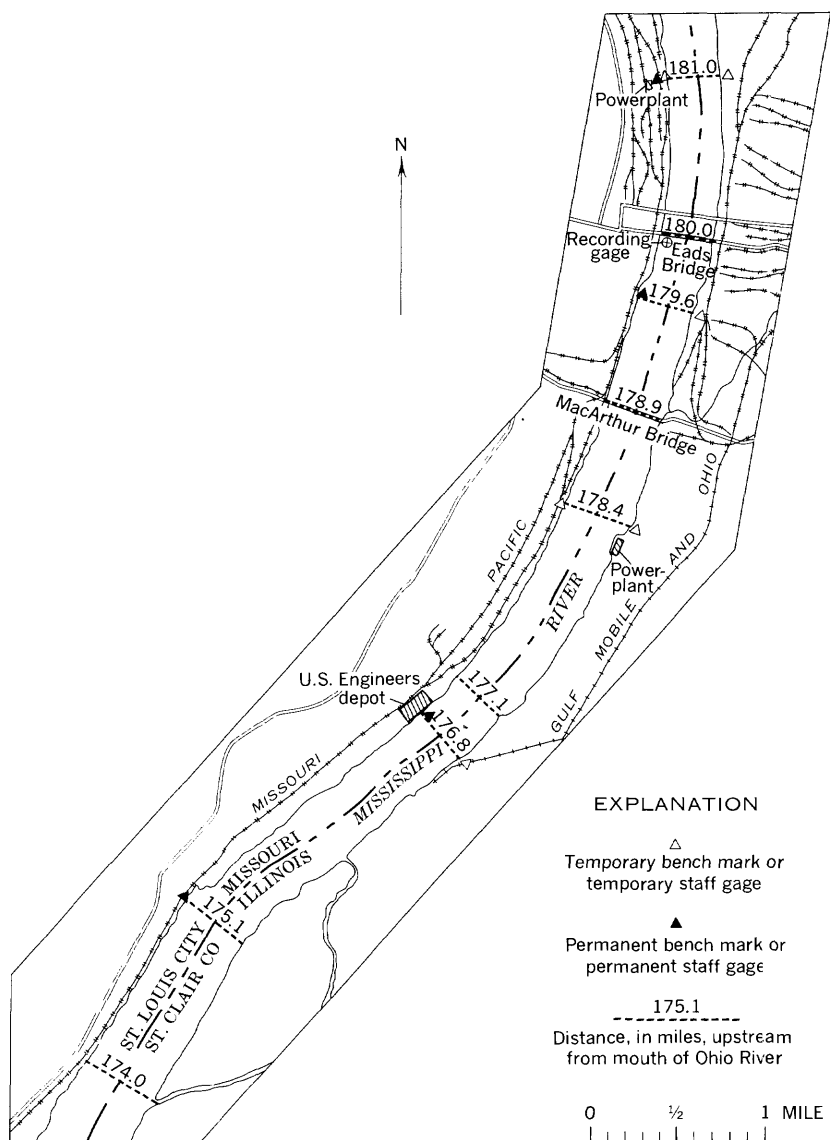 181.0
Powerplant
N
180.0
Recording
gage
Eads
Bridge
179.6
178.9
MacArthur Bridge
OHIO
178.4
PACIFIC
AND
Power-
plant
RIVER
MOBILE
U.S. Engineers
depot
177.1
GULF
176.8
MISSISSIPPI
MISSOURI
MISSOURI
ILLINOIS
175.1
ST. LOUIS CITY
ST. CLAIR CO
174.0
EXPLANATION
Temporary bench mark or
temporary staff gage
Permanent bench mark or
permanent staff gage
175.1
Distance, in miles, upstream
from mouth of Ohio River
0 ½ 1 MILE